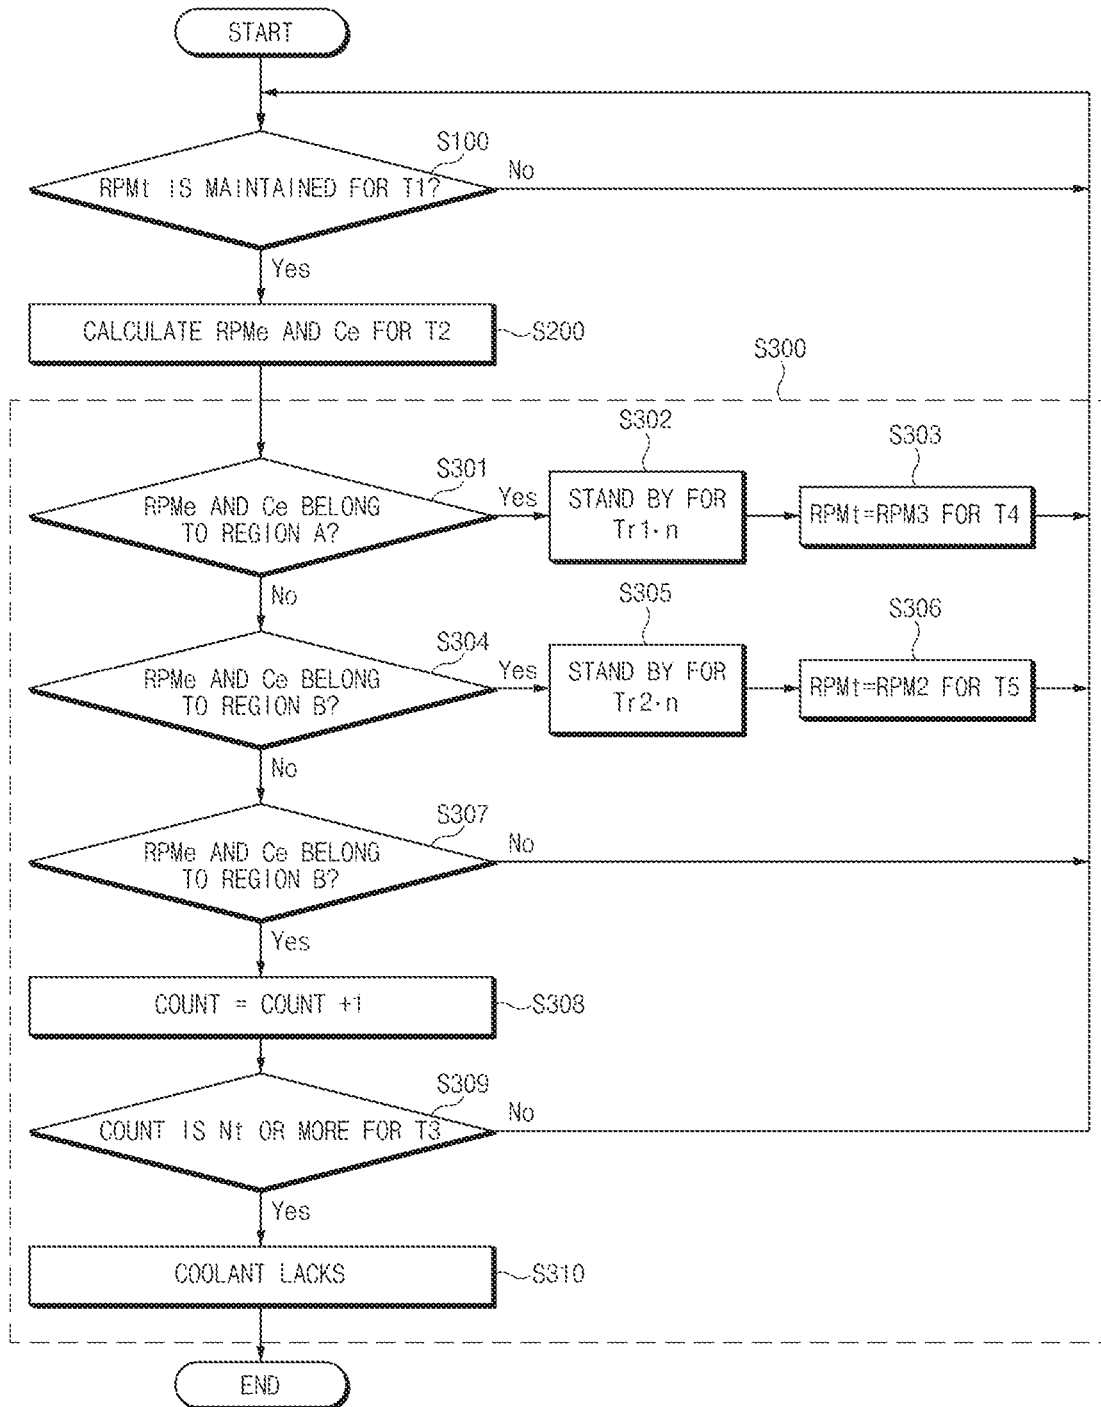 START
S100
RPMt IS MAINTAINED FOR T1?
No
Yes
CALCULATE RPMe AND Ce FOR T2
S200
S300
S301
RPMe AND Ce BELONG
TO REGION A?
Yes
S302
STAND BY FOR
Tr1·n
S303
RPMt=RPM3 FOR T4
No
S304
RPMe AND Ce BELONG
TO REGION B?
Yes
S305
STAND BY FOR
Tr2·n
S306
RPMt=RPM2 FOR T5
No
S307
RPMe AND Ce BELONG
TO REGION B?
No
Yes
COUNT = COUNT +1
S308
S309
COUNT IS Nt OR MORE FOR T3
No
Yes
COOLANT LACKS
S310
END